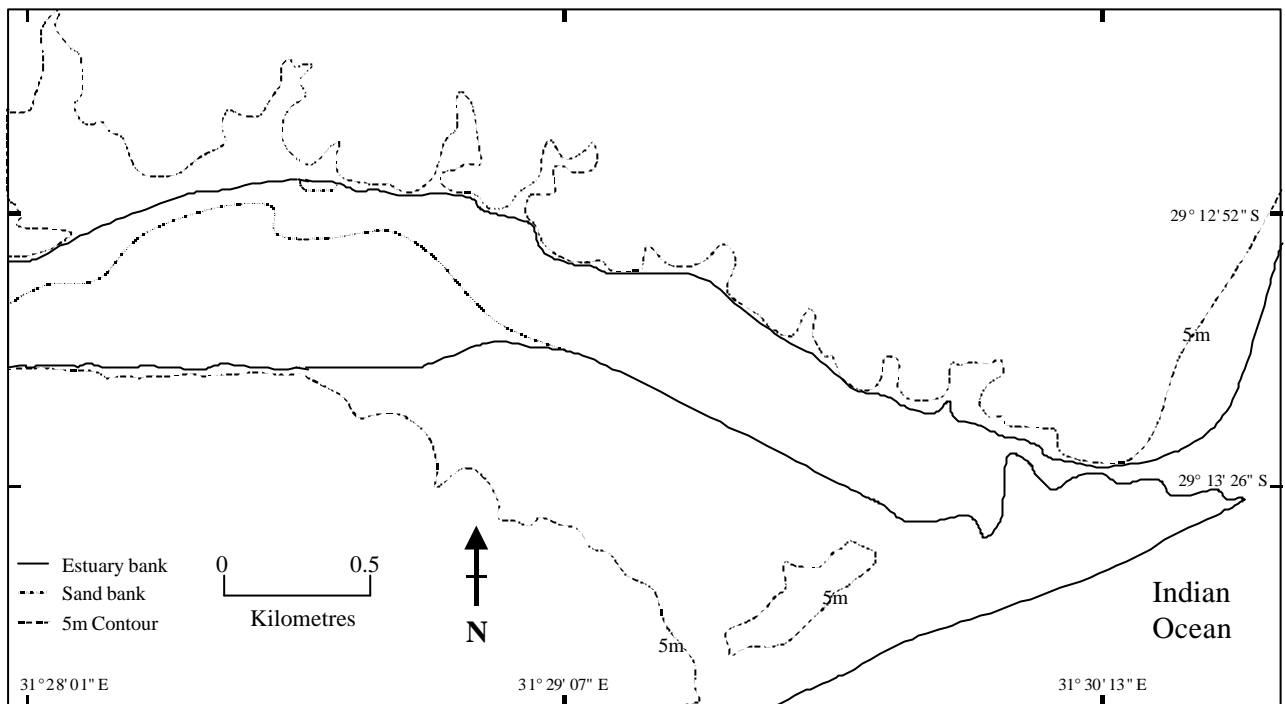 29° 12' 52" S
5m
29° 13' 26" S
Estuary bank
Sand bank
5m Contour
0 0.5
Kilometres
N
5m
5m
Indian
Ocean
31° 28' 01" E
31° 29' 07" E
31° 30' 13" E